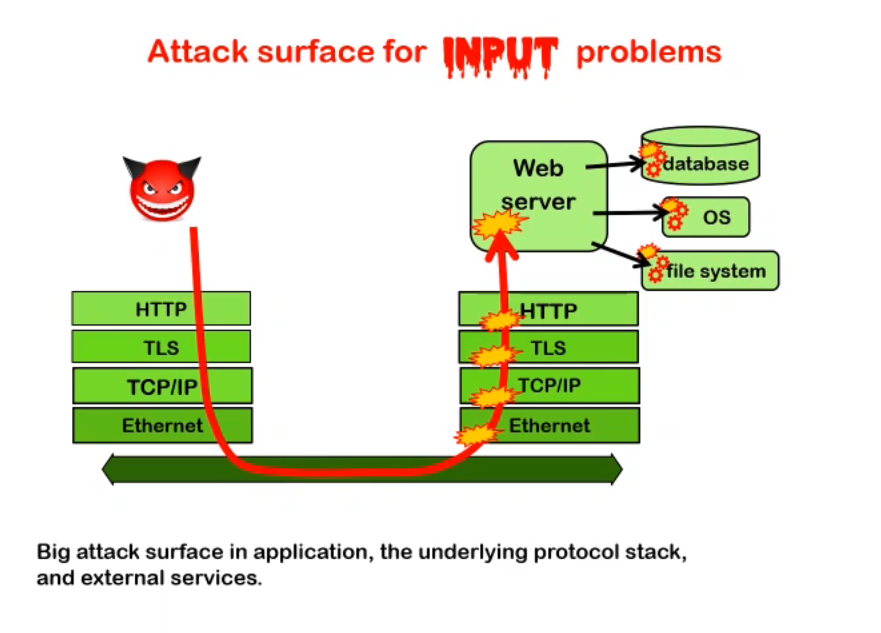 Attack surface for INPUT problems
Web
server
database
OS
file system
HTTP
TLS
TCP/IP
Ethernet
HTTP
TLS
TCP/IP
Ethernet
Big attack surface in application, the underlying protocol stack,
and external services.